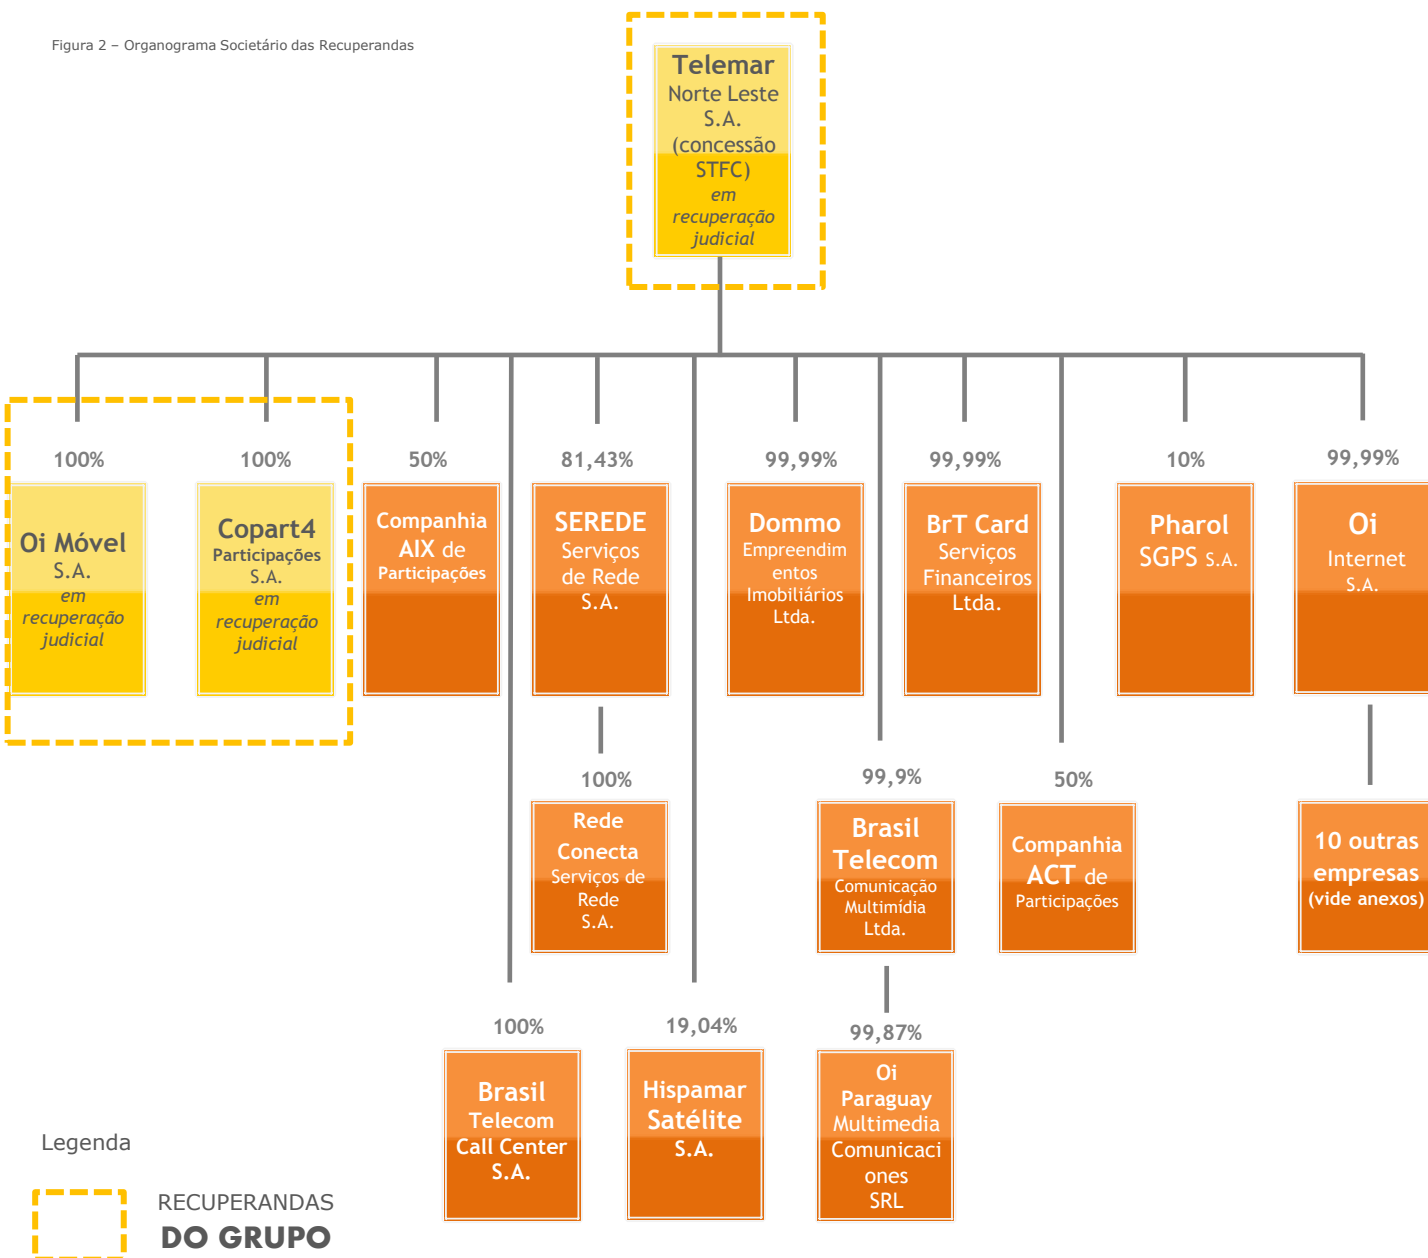 Figura 2 – Organograma Societário das Recuperandas
Telemar
Norte Leste
S.A.
(concessão
STFC)
em
recuperação
judicial
100%
100%
50%
81,43%
99,99%
99,99%
10%
99,99%
Oi Móvel
S.A.
em
recuperação
judicial
Copart4
Participações
S.A.
em
recuperação
judicial
Companhia
AIX de
Participações
SEREDE
Serviços
de Rede
S.A.
Dommo
Empreendim
entos
Imobiliários
Ltda.
BrT Card
Serviços
Financeiros
Ltda.
Pharol
SGPS S.A.
Oi
Internet
S.A.
100%
99,9%
50%
Rede
Conecta
Serviços de
Rede
S.A.
Brasil
Telecom
Comunicação
Multimídia
Ltda.
Companhia
ACT de
Participações
10 outras
empresas
(vide anexos)
100%
19,04%
99,87%
Brasil
Telecom
Call Center
S.A.
Hispamar
Satélite
S.A.
Oi
Paraguay
Multimedia
Comunicaci
ones
SRL
Legenda
RECUPERANDAS
DO GRUPO